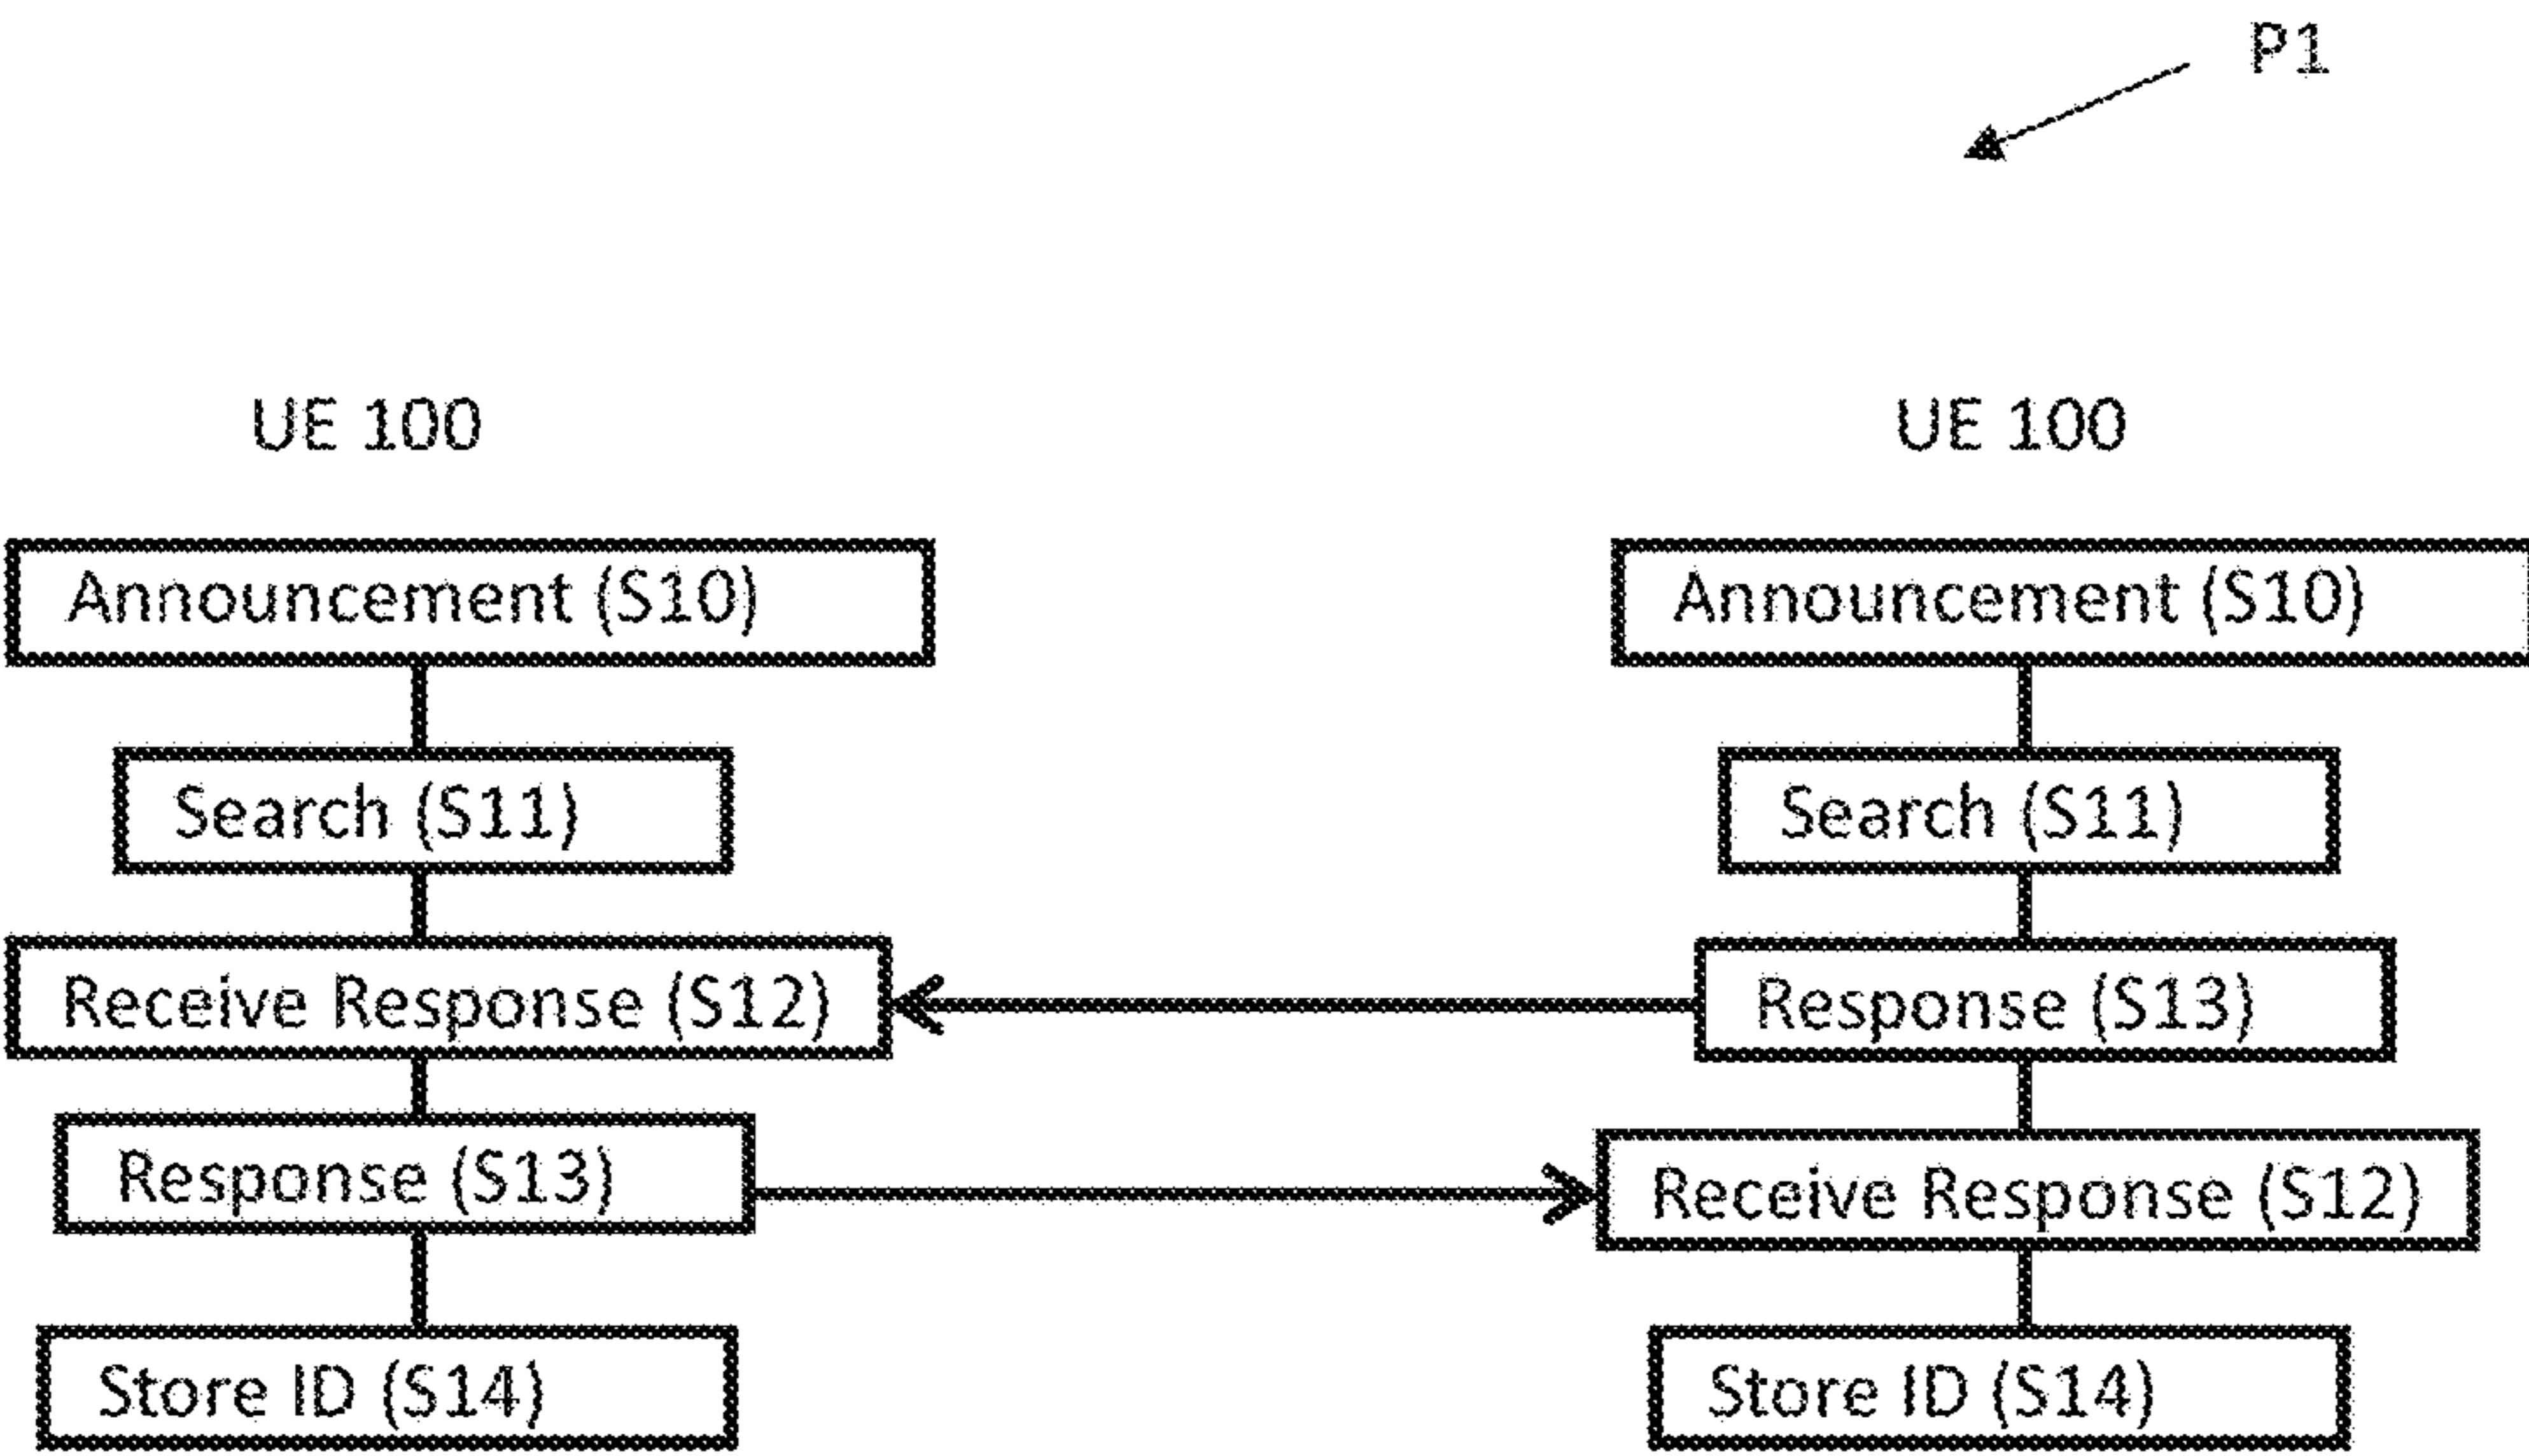 P1
UE 100
UE 100
Announcement (S10)
Announcement (S10)
Search (S11)
Search (S11)
Receive Response (S12)
Response (S13)
Response (S13)
Receive Response (S12)
Store ID (S14)
Store ID (S14)